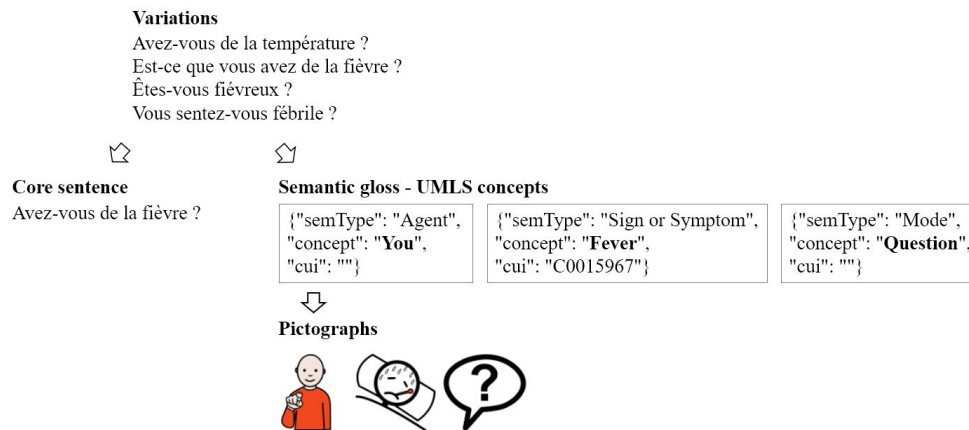 Variations
Avez-vous de la température ?
Est-ce que vous avez de la fièvre ?
Êtes-vous fiévreux ?
Vous sentez-vous fébrile ?
Core sentence
Avez-vous de la fièvre ?
Semantic gloss - UMLS concepts
{"semType": "Agent",
"concept": "You",
"cui": ""}
{"semType": "Sign or Symptom",
"concept": "Fever",
"cui": "C0015967"}
{"semType": "Mode",
"concept": "Question",
"cui": ""}
Pictographs
?